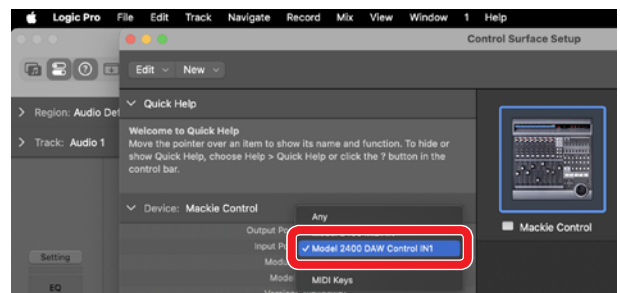 Logic Pro File Edit Track Navigate Record Mix View Window 1 Help
Control Surface Setup
Edit New
Quick Help
Region: Audio De
Welcome to Quick Help
Move the pointer over an item to show its name and function. To hide or
Track: Audio 1
show Quick Help, choose Help > Quick Help or click the ? button in the
control bar.
Device: Mackie Control
Any
Output Po
Mackie Control
Input Po
✓ Model 2400 DAW Control IN1
Setting
Modu
Mode
MIDI Keys
EQ